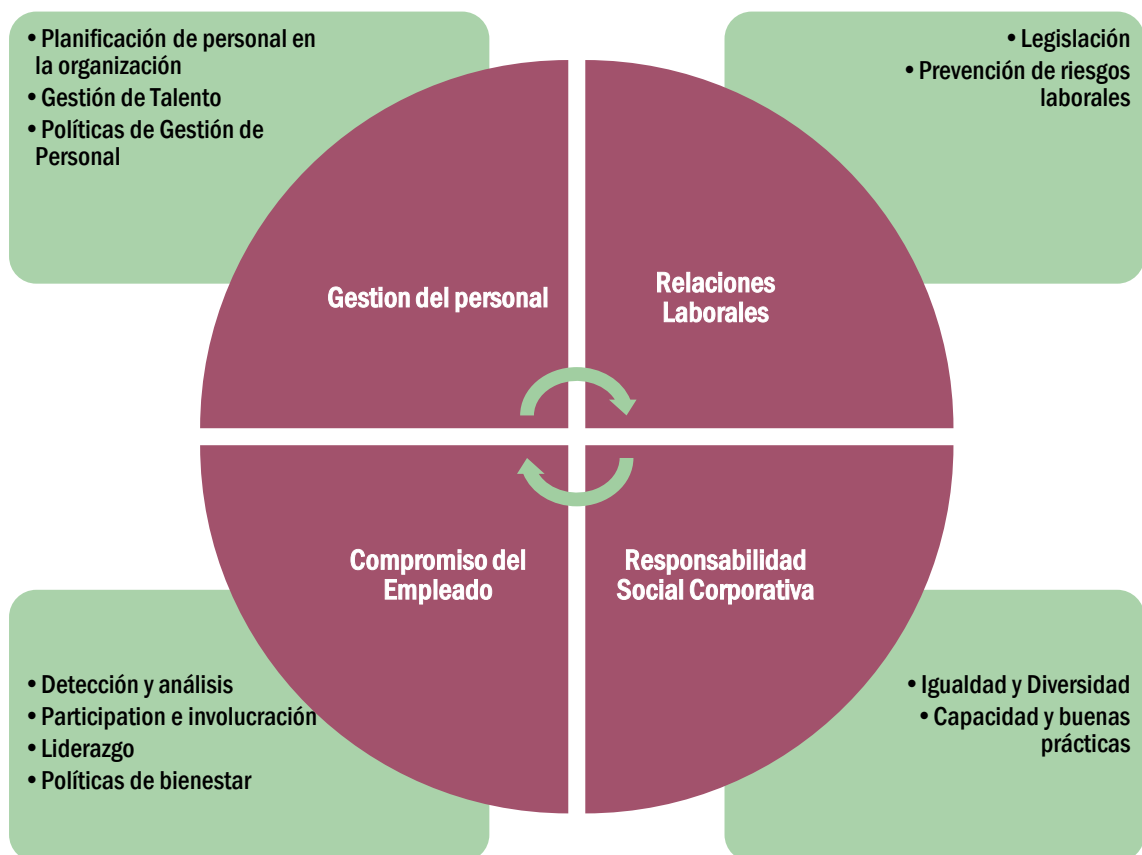 • Planificación de personal en
la organización
• Gestión de Talento
• Políticas de Gestión de
Personal
• Legislación
• Prevención de riesgos
laborales
Gestion del personal
Relaciones
Laborales
Compromiso del
Empleado
Responsabilidad
Social Corporativa
• Detección y análisis
• Participation e involucración
• Liderazgo
• Políticas de bienestar
• Igualdad y Diversidad
• Capacidad y buenas
prácticas